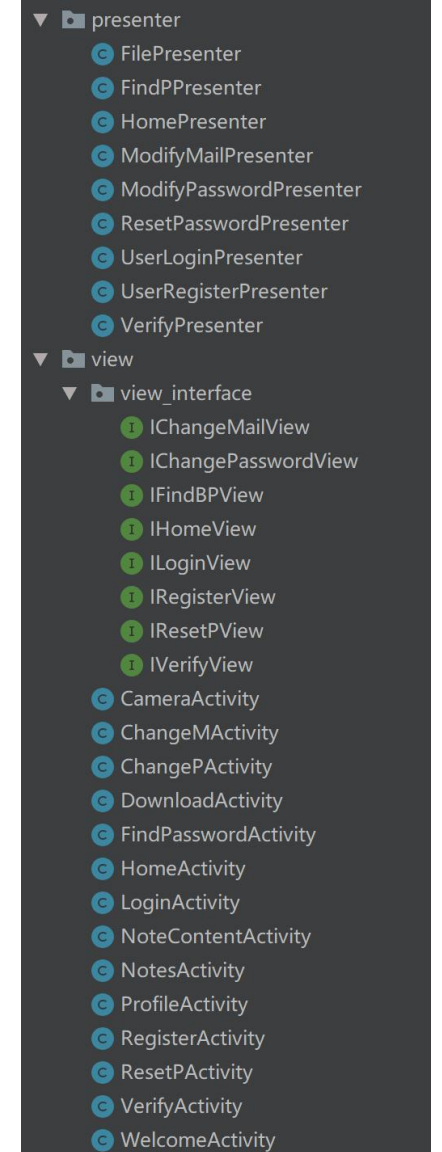 presenter
FilePresenter
FindPPresenter
HomePresenter
ModifyMailPresenter
ModifyPasswordPresenter
ResetPasswordPresenter
UserLoginPresenter
UserRegisterPresenter
VerifyPresenter
view
view_interface
IChangeMailView
IChangePasswordView
IFindBPView
IHomeView
ILoginView
IRegisterView
IResetPView
IVerifyView
CameraActivity
ChangeMActivity
ChangePActivity
DownloadActivity
FindPasswordActivity
HomeActivity
LoginActivity
NoteContentActivity
NotesActivity
ProfileActivity
RegisterActivity
ResetPActivity
VerifyActivity
WelcomeActivity